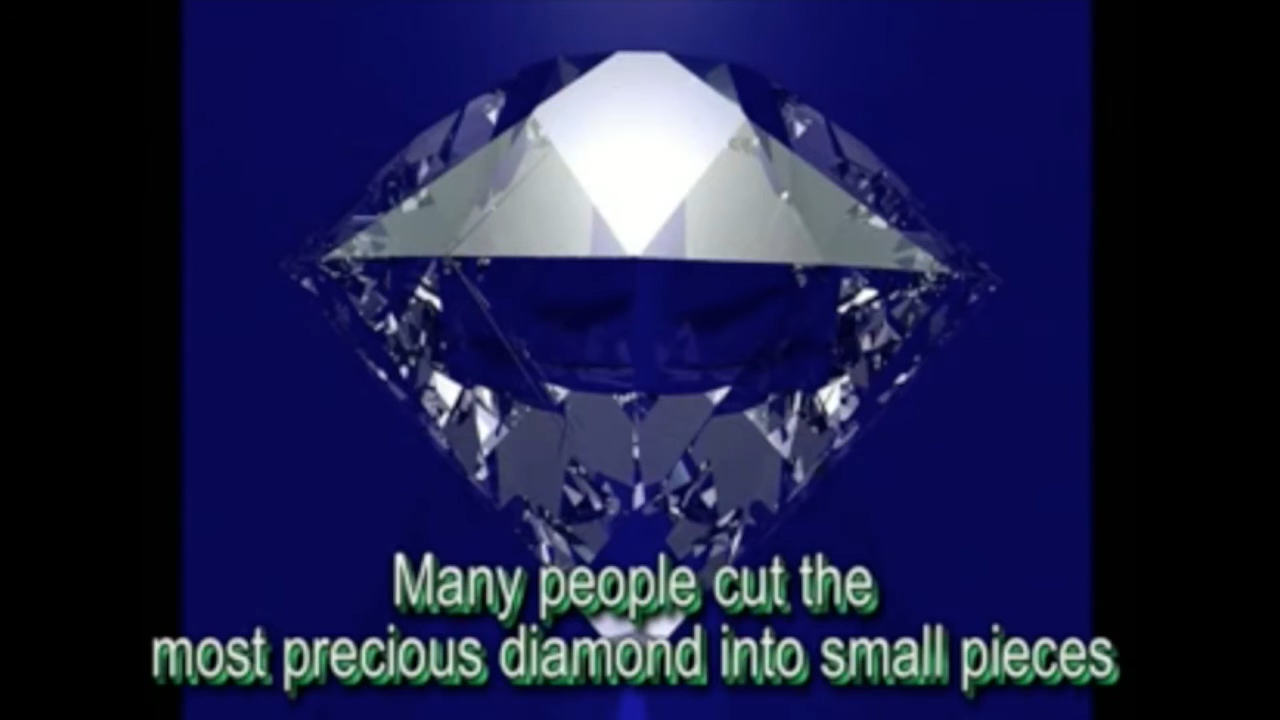 Many people cut the
most precious diamond into small pieces